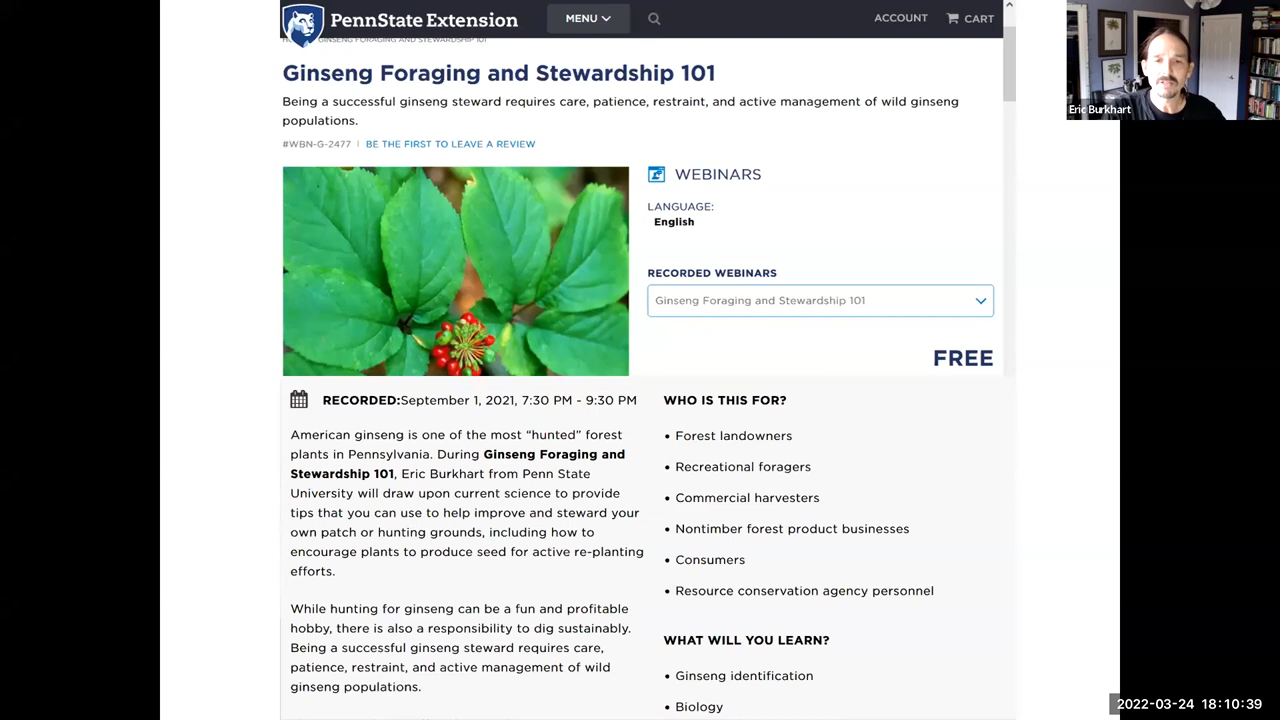 PennState Extension
MENU
ACCOUNT
CART
GINSENG FORAGING AND STEWARDSHIP 101
Ginseng Foraging and Stewardship 101
Being a successful ginseng steward requires care, patience, restraint, and active management of wild ginseng
populations.
#WBN-G-2477 | BE THE FIRST TO LEAVE A REVIEW
WEBINARS
LANGUAGE:
English
RECORDED WEBINARS
Ginseng Foraging and Stewardship 101
FREE
RECORDED:September 1, 2021, 7:30 PM - 9:30 PM
American ginseng is one of the most “hunted” forest
plants in Pennsylvania. During Ginseng Foraging and
Stewardship 101, Eric Burkhart from Penn State
University will draw upon current science to provide
tips that you can use to help improve and steward your
own patch or hunting grounds, including how to
encourage plants to produce seed for active re-planting
efforts.
While hunting for ginseng can be a fun and profitable
hobby, there is also a responsibility to dig sustainably.
Being a successful ginseng steward requires care,
patience, restraint, and active management of wild
ginseng populations.
WHO IS THIS FOR?
• Forest landowners
• Recreational foragers
• Commercial harvesters
• Nontimber forest product businesses
• Consumers
• Resource conservation agency personnel
WHAT WILL YOU LEARN?
• Ginseng identification
• Biology
Eric Burkhart
2022-03-24 18:10:39